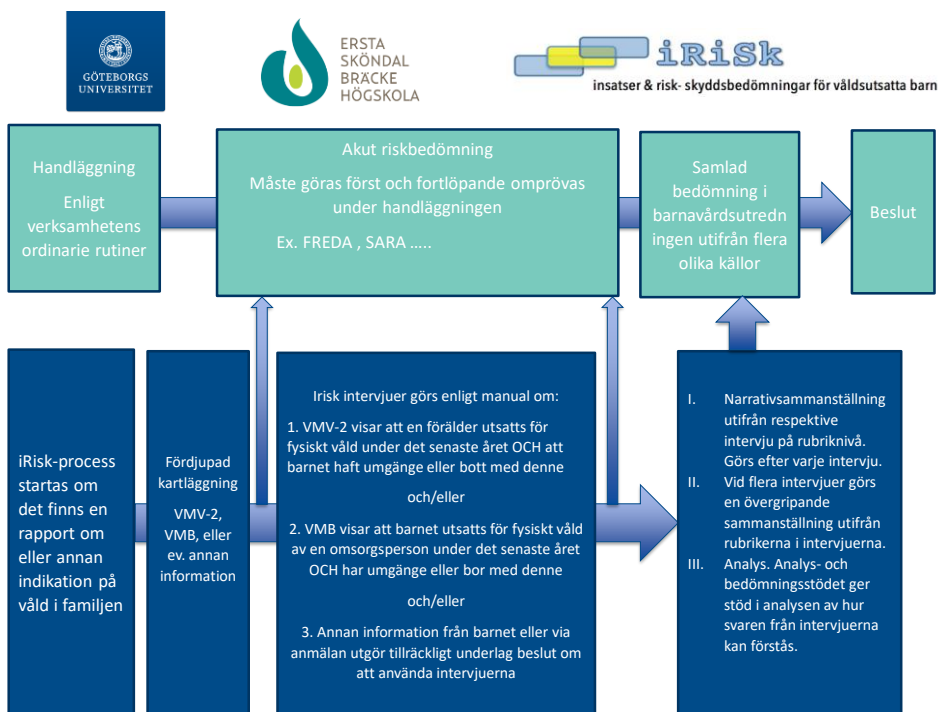 GÖTEBORGS
UNIVERSITET
ERSTA
SKÖNDAL
BRÄCKE
HÖGSKOLA
iRiSk
insatser & risk- skyddsbedömningar för våldsutsatta barn
Handläggning
Enligt
verksamhetens
ordinarie rutiner
Akut riskbedömning
Måste göras först och fortlöpande omprövas
under handläggningen
Ex. FREDA , SARA .....
Samlad
bedömning i
barnavårdsutredn
ingen utifrån flera
olika källor
Beslut
iRisk-process
startas om
det finns en
rapport om
eller annan
indikation på
våld i familjen
Fördjupad
kartläggning
VMV-2,
VMB, eller
ev. annan
information
Irisk intervjuer görs enligt manual om:
1. VMV-2 visar att en förälder utsatts för
fysiskt våld under det senaste året OCH att
barnet haft umgänge eller bott med denne
och/eller
2. VMB visar att barnet utsatts för fysiskt våld
av en omsorgsperson under det senaste året
OCH har umgänge eller bor med denne
och/eller
3. Annan information från barnet eller via
anmälan utgör tillräckligt underlag beslut om
att använda intervjuerna
I. Narrativsammanställning
utifrån respektive
intervju på rubriknivå.
Görs efter varje intervju.
II. Vid flera intervjuer görs
en övergripande
sammanställning utifrån
rubrikerna i intervjuerna.
III. Analys. Analys- och
bedömningsstödet ger
stöd i analysen av hur
svaren från intervjuerna
kan förstås.